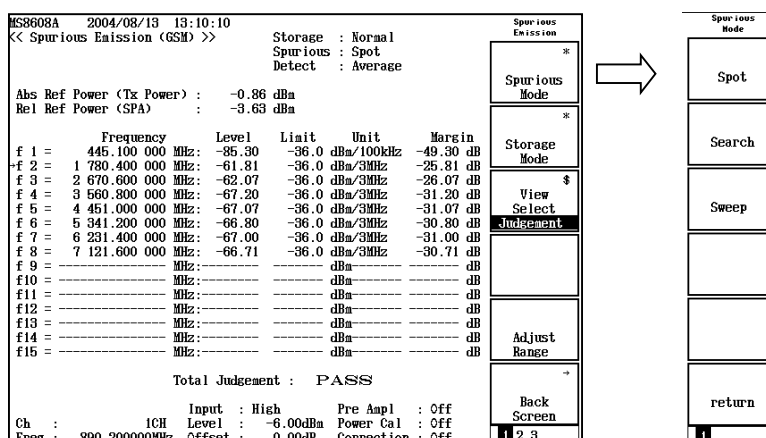 MS8608A 2004/08/13 13:10:10
<< Spurious Emission (GSM) >> Storage : Normal
Spurious : Spot
Detect : Average
Abs Ref Power (Tx Power) : -0.86 dBm
Rel Ref Power (SPA) : -3.63 dBm
Frequency Level Limit Unit Margin
f 1 = 445.100 000 MHz: -85.30 -36.0 dBm/100kHz -49.30 dB
→f 2 = 1 780.400 000 MHz: -61.81 -36.0 dBm/3MHz -25.81 dB
f 3 = 2 670.600 000 MHz: -62.07 -36.0 dBm/3MHz -26.07 dB
f 4 = 3 560.800 000 MHz: -67.20 -36.0 dBm/3MHz -31.20 dB
f 5 = 4 451.000 000 MHz: -67.07 -36.0 dBm/3MHz -31.07 dB
f 6 = 5 341.200 000 MHz: -66.80 -36.0 dBm/3MHz -30.80 dB
f 7 = 6 231.400 000 MHz: -67.00 -36.0 dBm/3MHz -31.00 dB
f 8 = 7 121.600 000 MHz: -66.71 -36.0 dBm/3MHz -30.71 dB
f 9 = --------------- MHz:-------- ------- dBm------- ------- dB
f10 = --------------- MHz:-------- ------- dBm------- ------- dB
f11 = --------------- MHz:-------- ------- dBm------- ------- dB
f12 = --------------- MHz:-------- ------- dBm------- ------- dB
f13 = --------------- MHz:-------- ------- dBm------- ------- dB
f14 = --------------- MHz:-------- ------- dBm------- ------- dB
f15 = --------------- MHz:-------- ------- dBm------- ------- dB
Total Judgement : PASS
Input : High Pre Ampl : Off
Ch : 1CH Level : -6.00dBm Power Cal : Off
Freq : 890.200000MHz Offset : 0.00dB Correction : Off
Spurious
Emission
*
Spurious
Mode
*
Storage
Mode
$
View
Select
Judgement
Adjust
Range
→
Back
Screen
1 2 3
Spurious
Mode
Spot
Search
Sweep
return
1